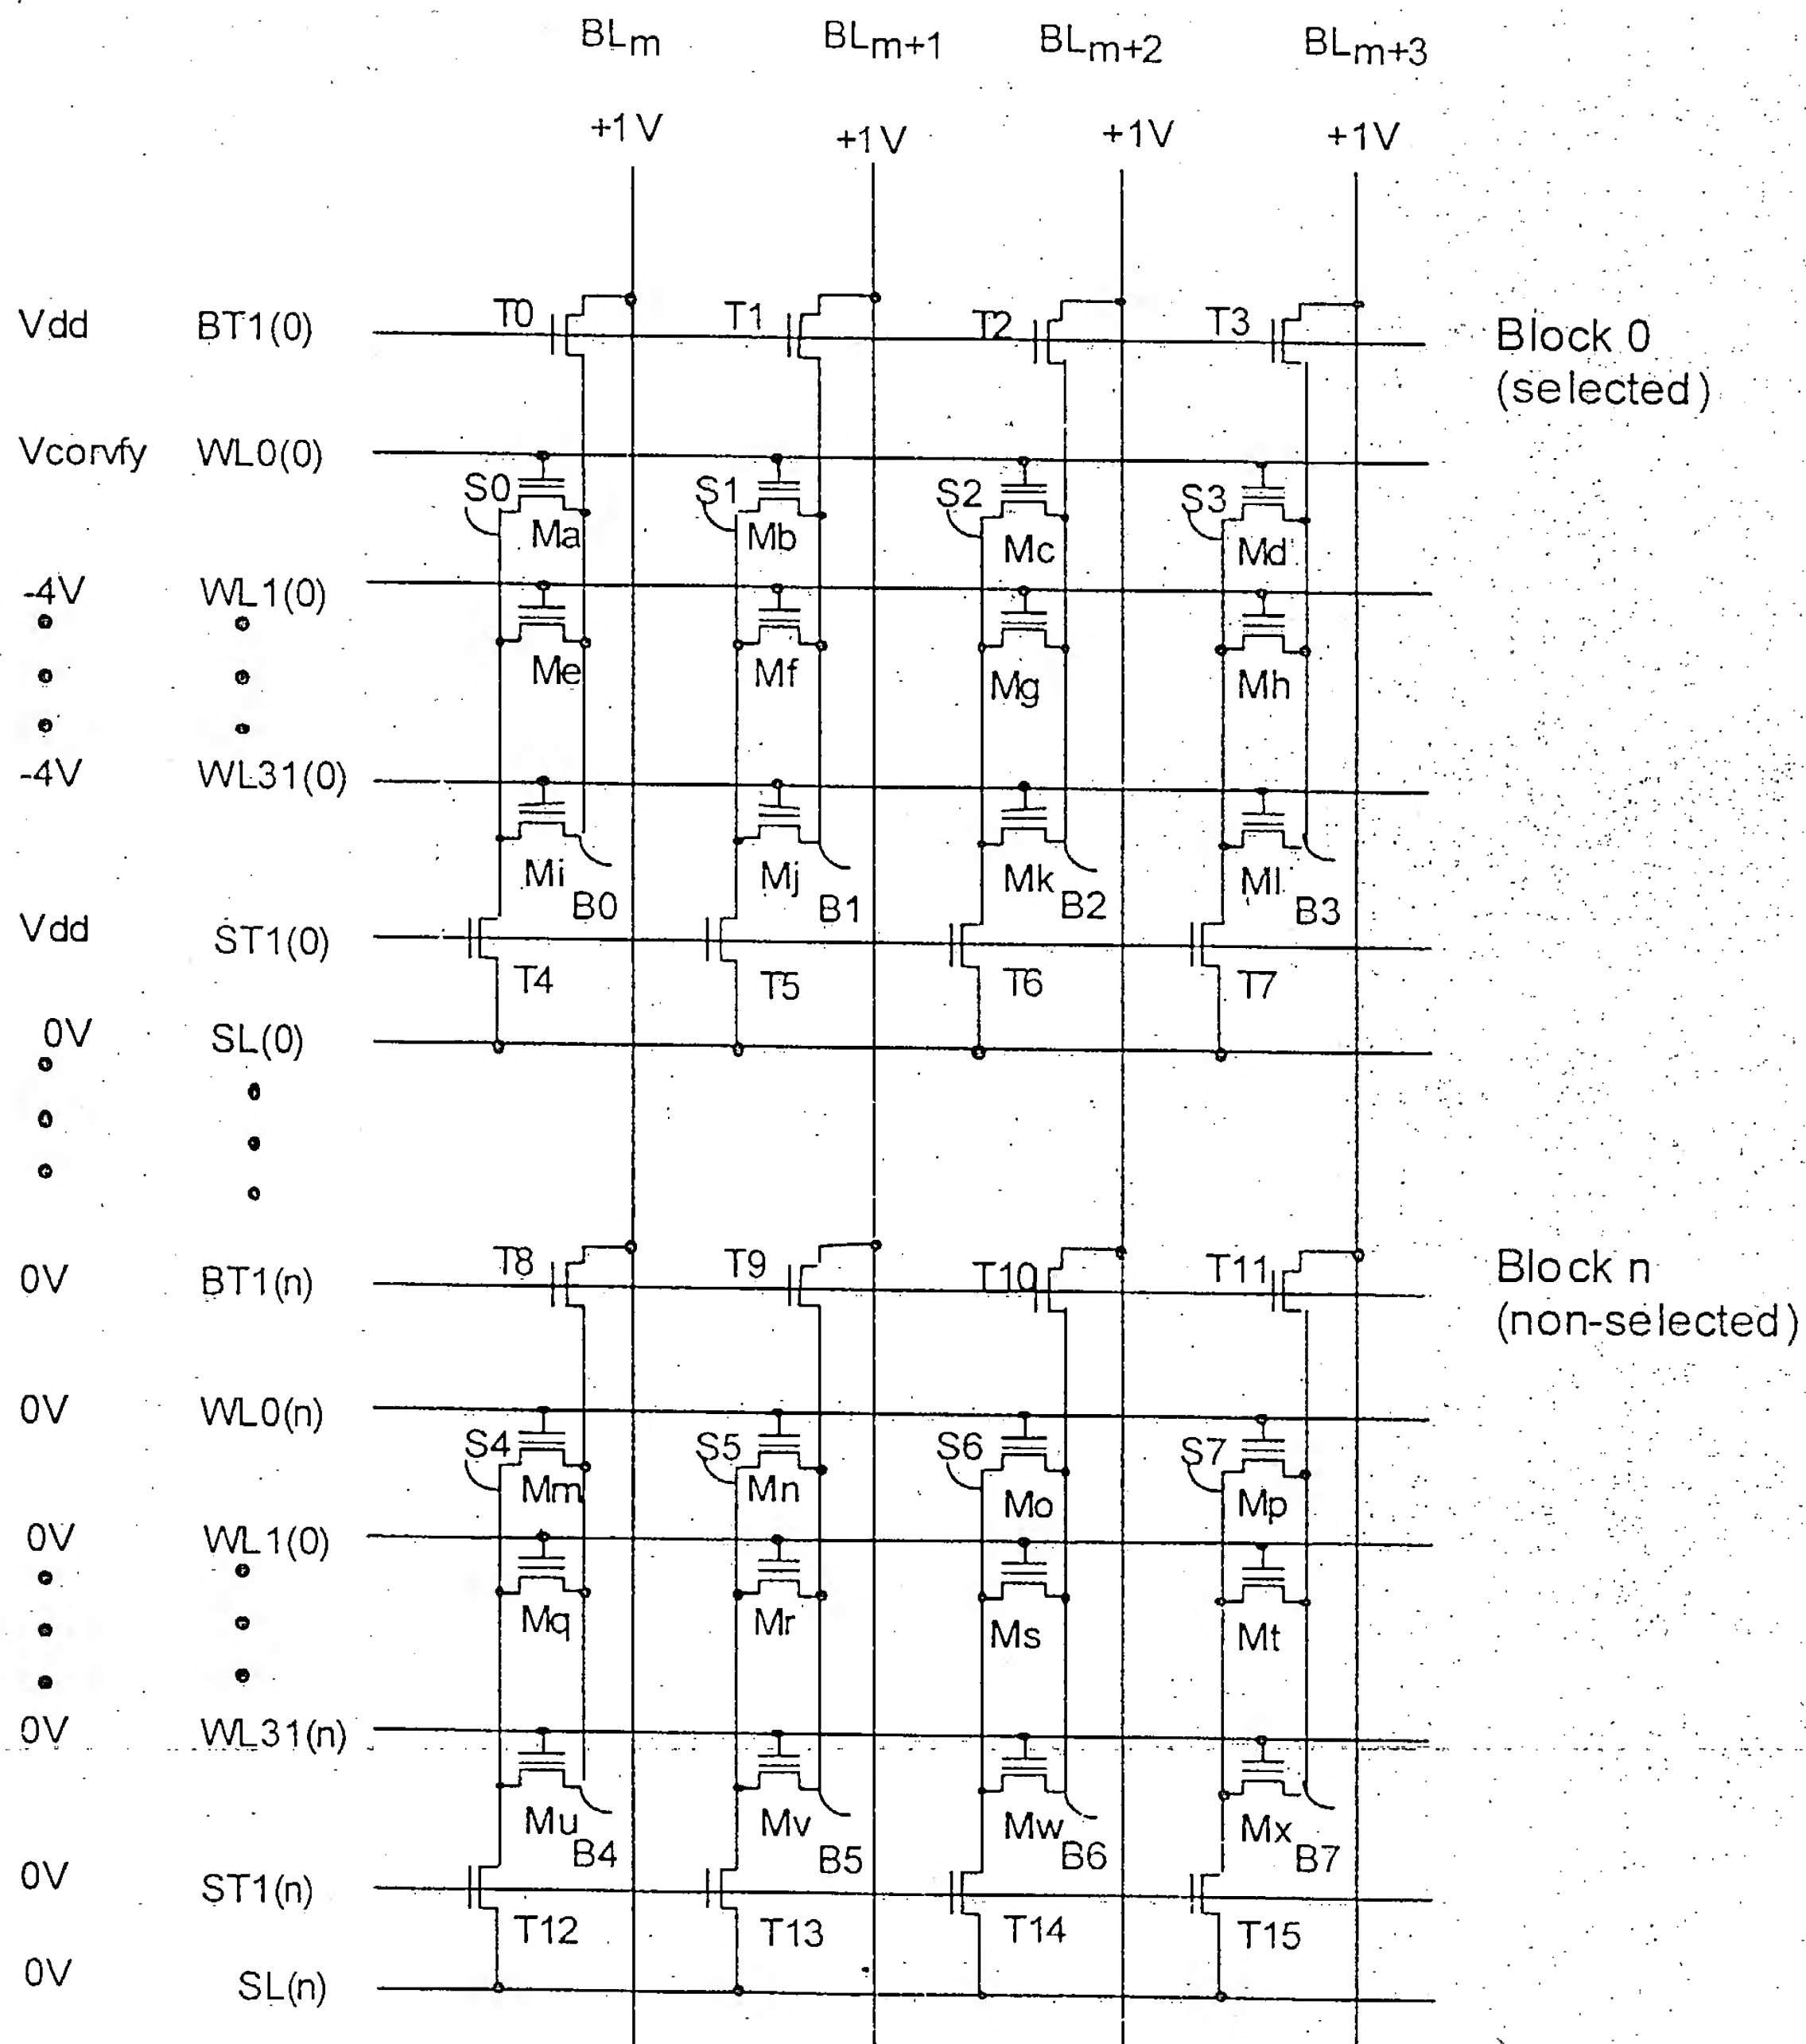 BLm BLm+1 BLm+2 BLm+3
+1V +1V +1V +1V
Vdd BT1(0) T0 T1 T2 T3 Block 0
(selected)
Vcorvfy WL0(0)
S0 S1 S2 S3
Ma Mb Mc Md
-4V WL1(0)
Me Mf Mg Mh
-4V WL31(0)
Mi Mj Mk Ml
B0 B1 B2 B3
Vdd ST1(0)
T4 T5 T6 T7
0V SL(0)
0V BT1(n) T8 T9 T10 T11 Block n
(non-selected)
0V WL0(n)
S4 S5 S6 S7
Mm Mn Mo Mp
0V WL1(0)
Mq Mr Ms Mt
0V WL31(n)
Mu Mv Mw Mx
B4 B5 B6 B7
0V ST1(n)
T12 T13 T14 T15
0V SL(n)